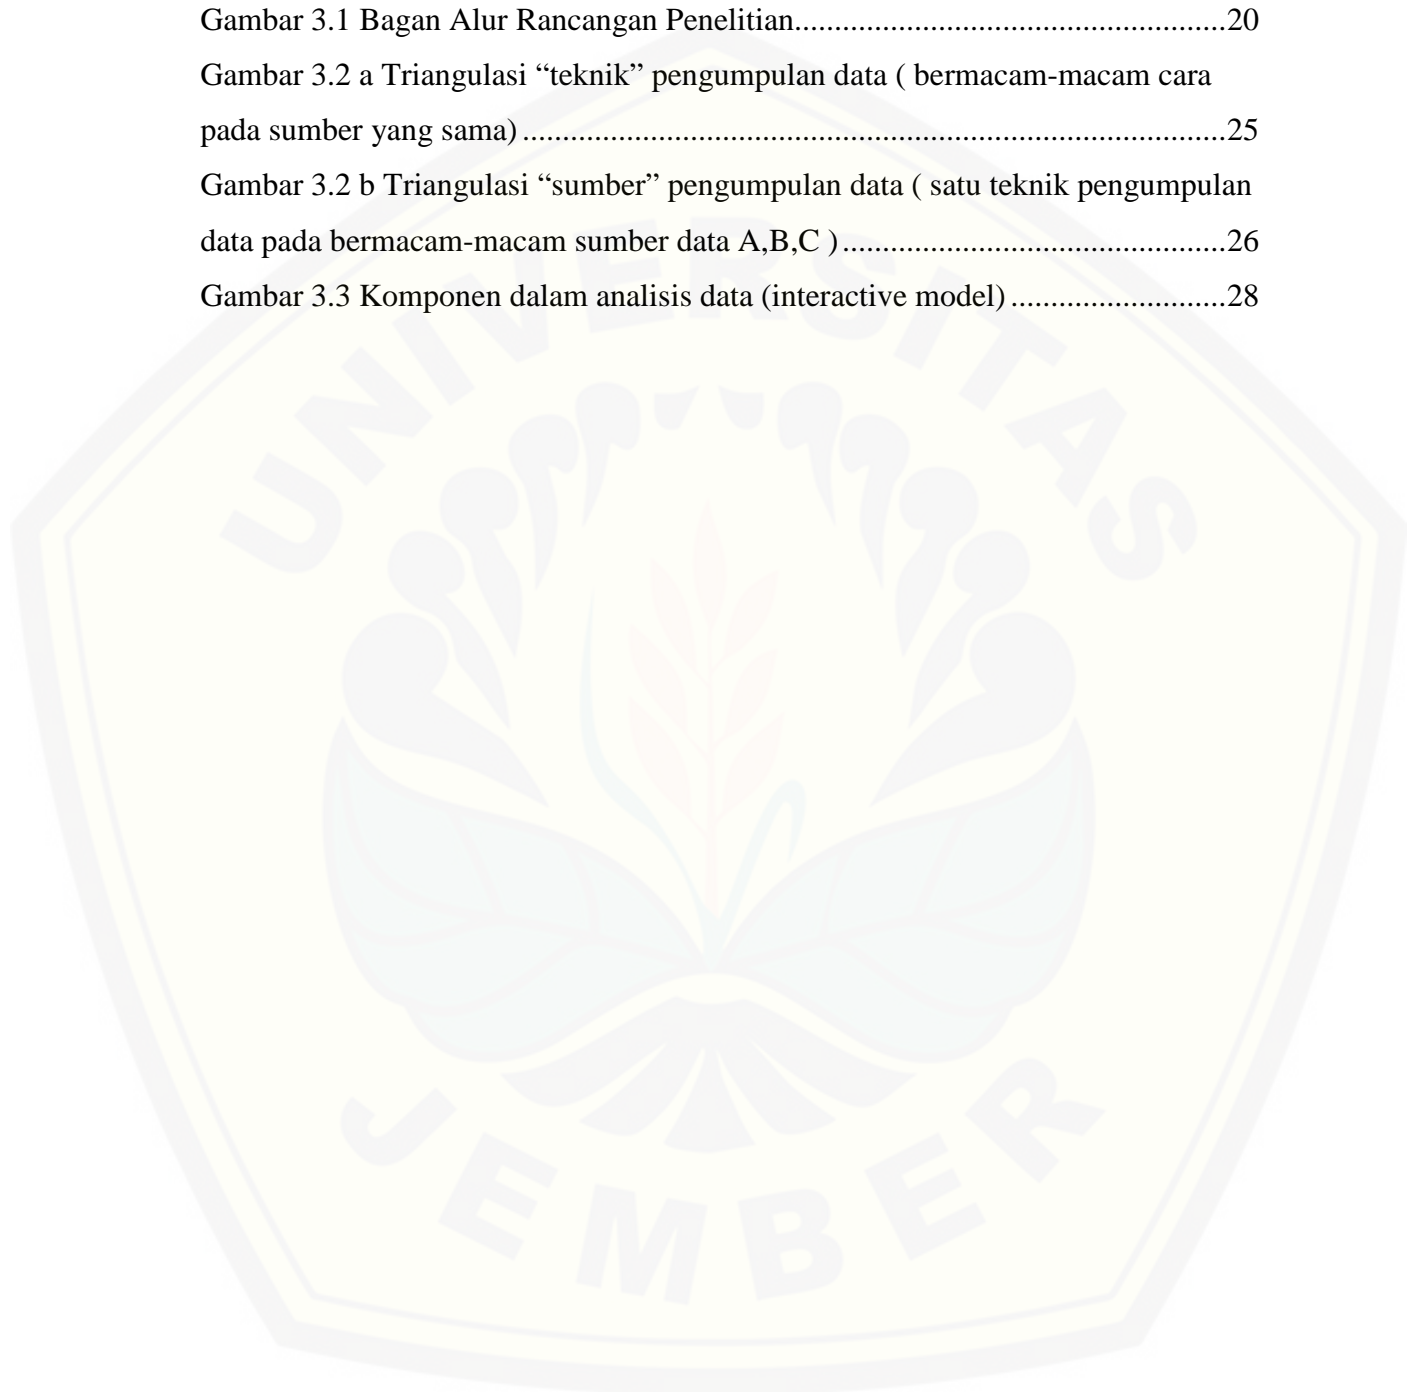 Gambar 3.1 Bagan Alur Rancangan Penelitian......................................................20
Gambar 3.2 a Triangulasi “teknik” pengumpulan data ( bermacam-macam cara
pada sumber yang sama) ........................................................................................25
Gambar 3.2 b Triangulasi “sumber” pengumpulan data ( satu teknik pengumpulan
data pada bermacam-macam sumber data A,B,C ) ................................................26
Gambar 3.3 Komponen dalam analisis data (interactive model) ...........................28
UNIVERSITAS
JEMBER